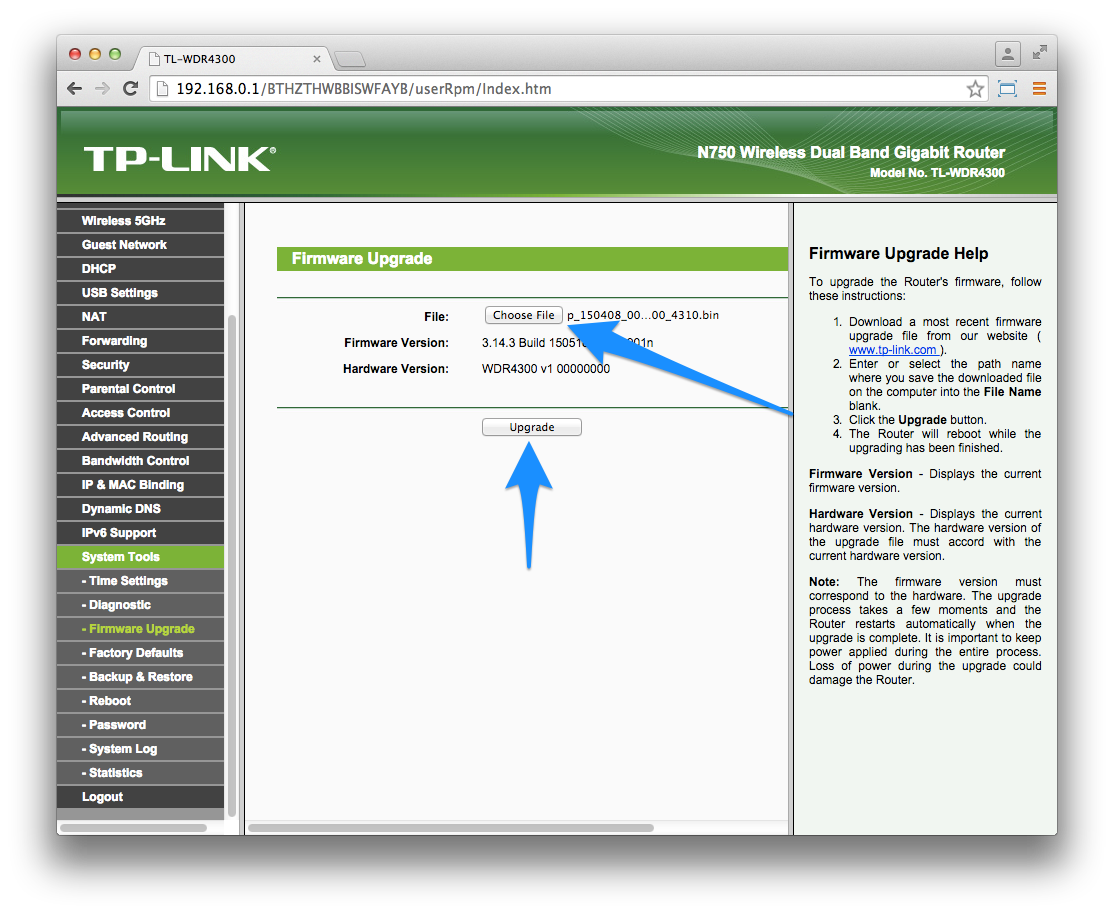 TL-WDR4300
192.168.0.1/BTHZTHWBBISWFAYB/userRpm/Index.htm
TP-LINK®
N750 Wireless Dual Band Gigabit Router
Model No. TL-WDR4300
Wireless 5GHz
Guest Network
DHCP
USB Settings
NAT
Forwarding
Security
Parental Control
Access Control
Advanced Routing
Bandwidth Control
IP & MAC Binding
Dynamic DNS
IPv6 Support
System Tools
- Time Settings
- Diagnostic
- Firmware Upgrade
- Factory Defaults
- Backup & Restore
- Reboot
- Password
- System Log
- Statistics
Logout
Firmware Upgrade
File: Choose File p_150408_00...00_4310.bin
Firmware Version: 3.14.3 Build
Hardware Version: WDR4300 v1 00000000
Upgrade
Firmware Upgrade Help
To upgrade the Router's firmware, follow
these instructions:
1. Download a most recent firmware
upgrade file from our website (
www.tp-link.com ).
2. Enter or select the path name
where you save the downloaded file
on the computer into the File Name
blank.
3. Click the Upgrade button.
4. The Router will reboot while the
upgrading has been finished.
Firmware Version - Displays the current
firmware version.
Hardware Version - Displays the current
hardware version. The hardware version of
the upgrade file must accord with the
current hardware version.
Note: The firmware version must
correspond to the hardware. The upgrade
process takes a few moments and the
Router restarts automatically when the
upgrade is complete. It is important to keep
power applied during the entire process.
Loss of power during the upgrade could
damage the Router.